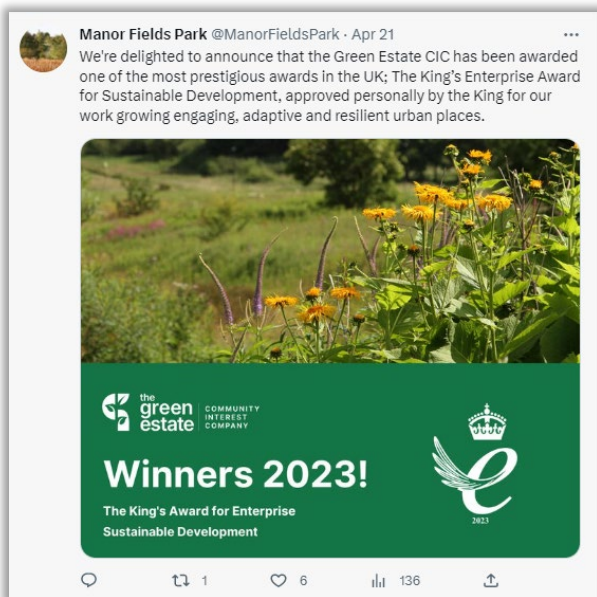 Manor Fields Park @ManorFieldsPark · Apr 21
We're delighted to announce that the Green Estate CIC has been awarded
one of the most prestigious awards in the UK; The King's Enterprise Award
for Sustainable Development, approved personally by the King for our
work growing engaging, adaptive and resilient urban places.
the
green
estate
COMMUNITY
INTEREST
COMPANY
Winners 2023!
The King's Award for Enterprise
Sustainable Development
e
2023
1 6 136